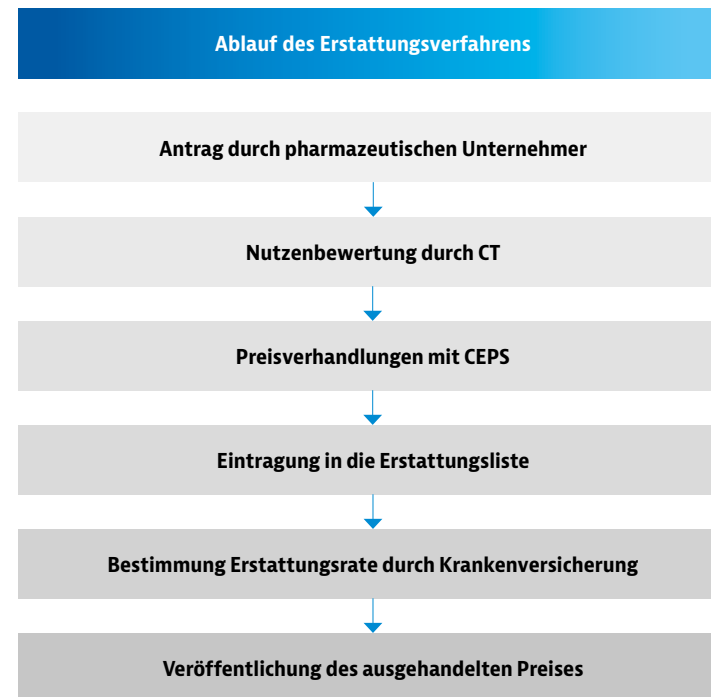 Ablauf des Erstattungsverfahrens
Antrag durch pharmazeutischen Unternehmer
Nutzenbewertung durch CT
Preisverhandlungen mit CEPS
Eintragung in die Erstattungsliste
Bestimmung Erstattungsrate durch Krankenversicherung
Veröffentlichung des ausgehandelten Preises